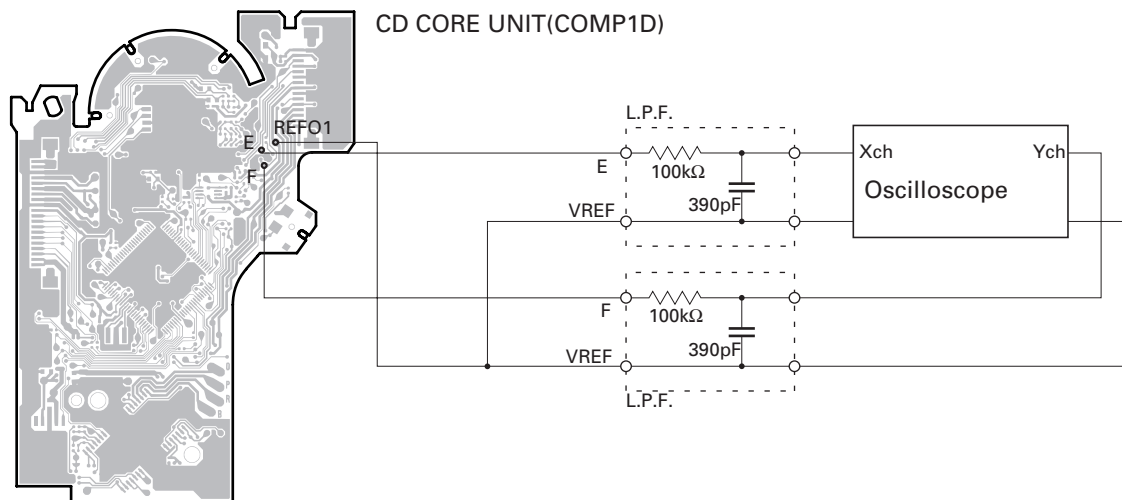 CD CORE UNIT(COMP1D)
REFO1
E
F
L.P.F.
E
100kΩ
390pF
VREF
Xch
Ych
Oscilloscope
F
100kΩ
390pF
VREF
L.P.F.